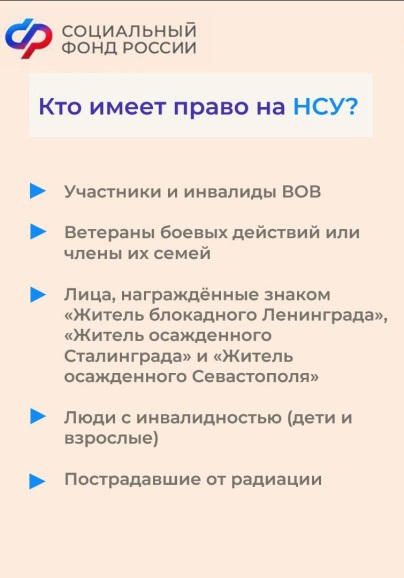 СОЦИАЛЬНЫЙ
ФОНД РОССИИ
Кто имеет право на НСУ?
Участники и инвалиды ВОВ
Ветераны боевых действий или
члены их семей
Лица, награждённые знаком
«Житель блокадного Ленинграда»,
«Житель осажденного
Сталинграда» и «Житель
осажденного Севастополя»
Люди с инвалидностью (дети и
взрослые)
Пострадавшие от радиации